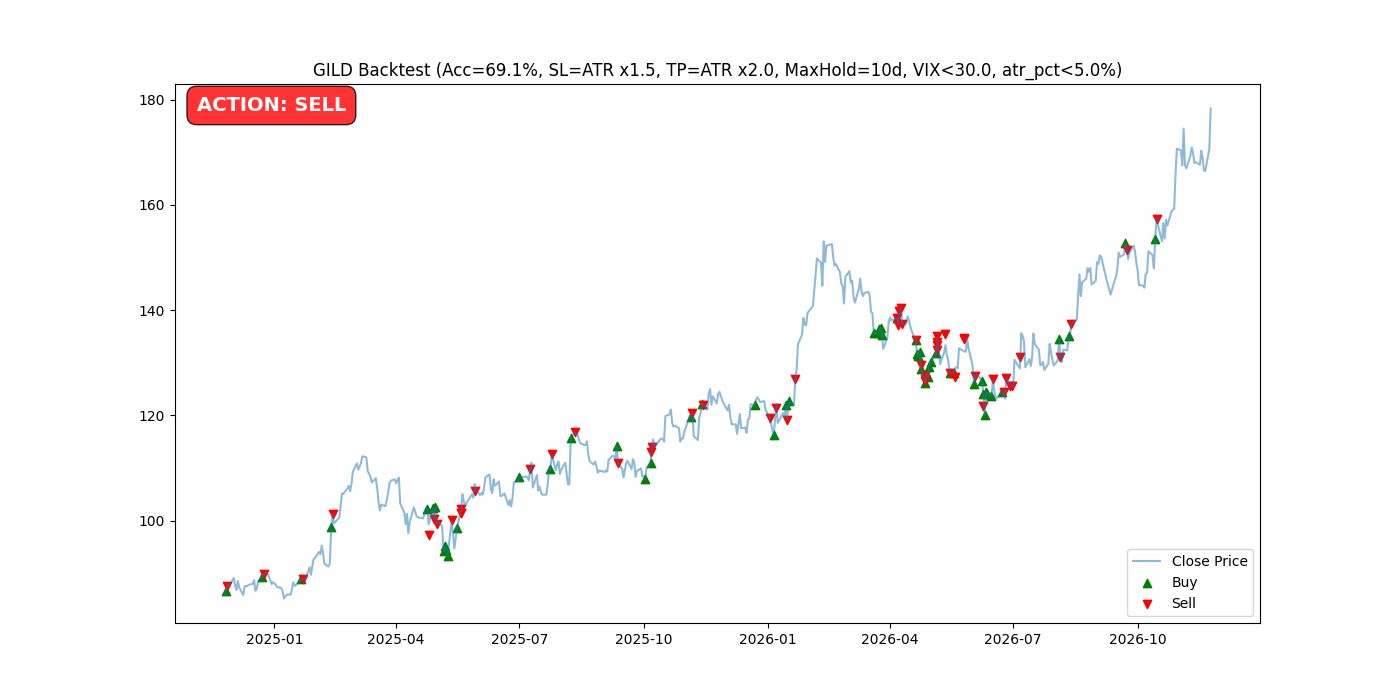 GILD Backtest (Acc=69.1%, SL=ATR x1.5, TP=ATR x2.0, MaxHold=10d, VIX<30.0, atr_pct<5.0%)
ACTION: SELL
180
160
140
120
100
2025-01
2025-04
2025-07
2025-10
2026-01
2026-04
2026-07
2026-10
Close Price
Buy
Sell